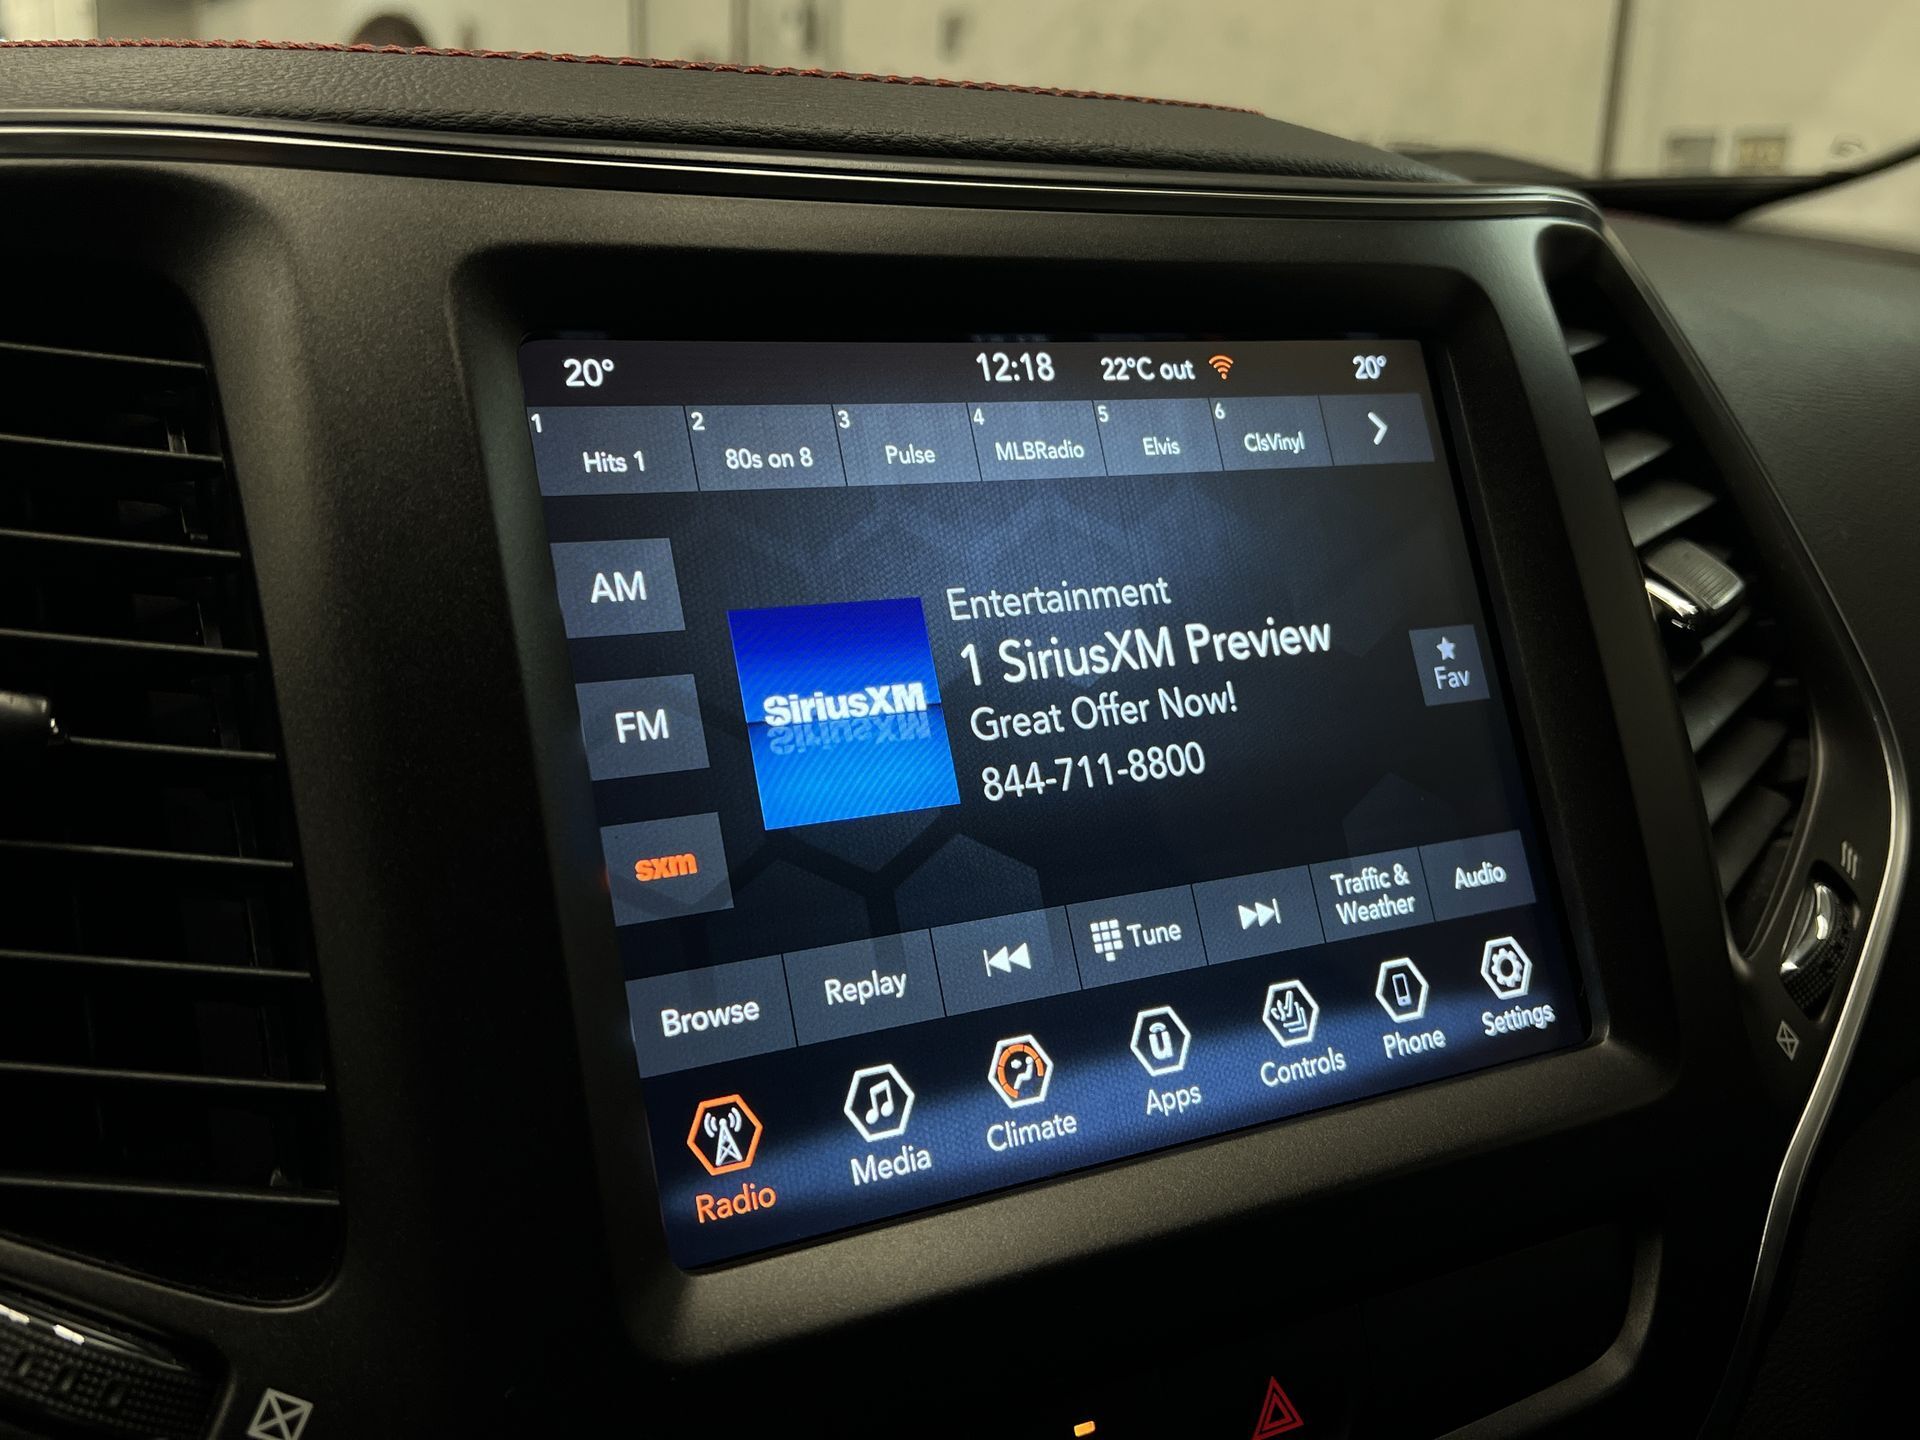 20°
12:18
22°C out
20°
1
Hits 1
2
80s on 8
3
Pulse
4
MLBRadio
5
Elvis
6
ClsVinyl
AM
FM
sxm
SiriusXM
Entertainment
1 SiriusXM Preview
Great Offer Now!
844-711-8800
Fav
Browse
Replay
Tune
Traffic &
Weather
Audio
Radio
Media
Climate
Apps
Controls
Phone
Settings